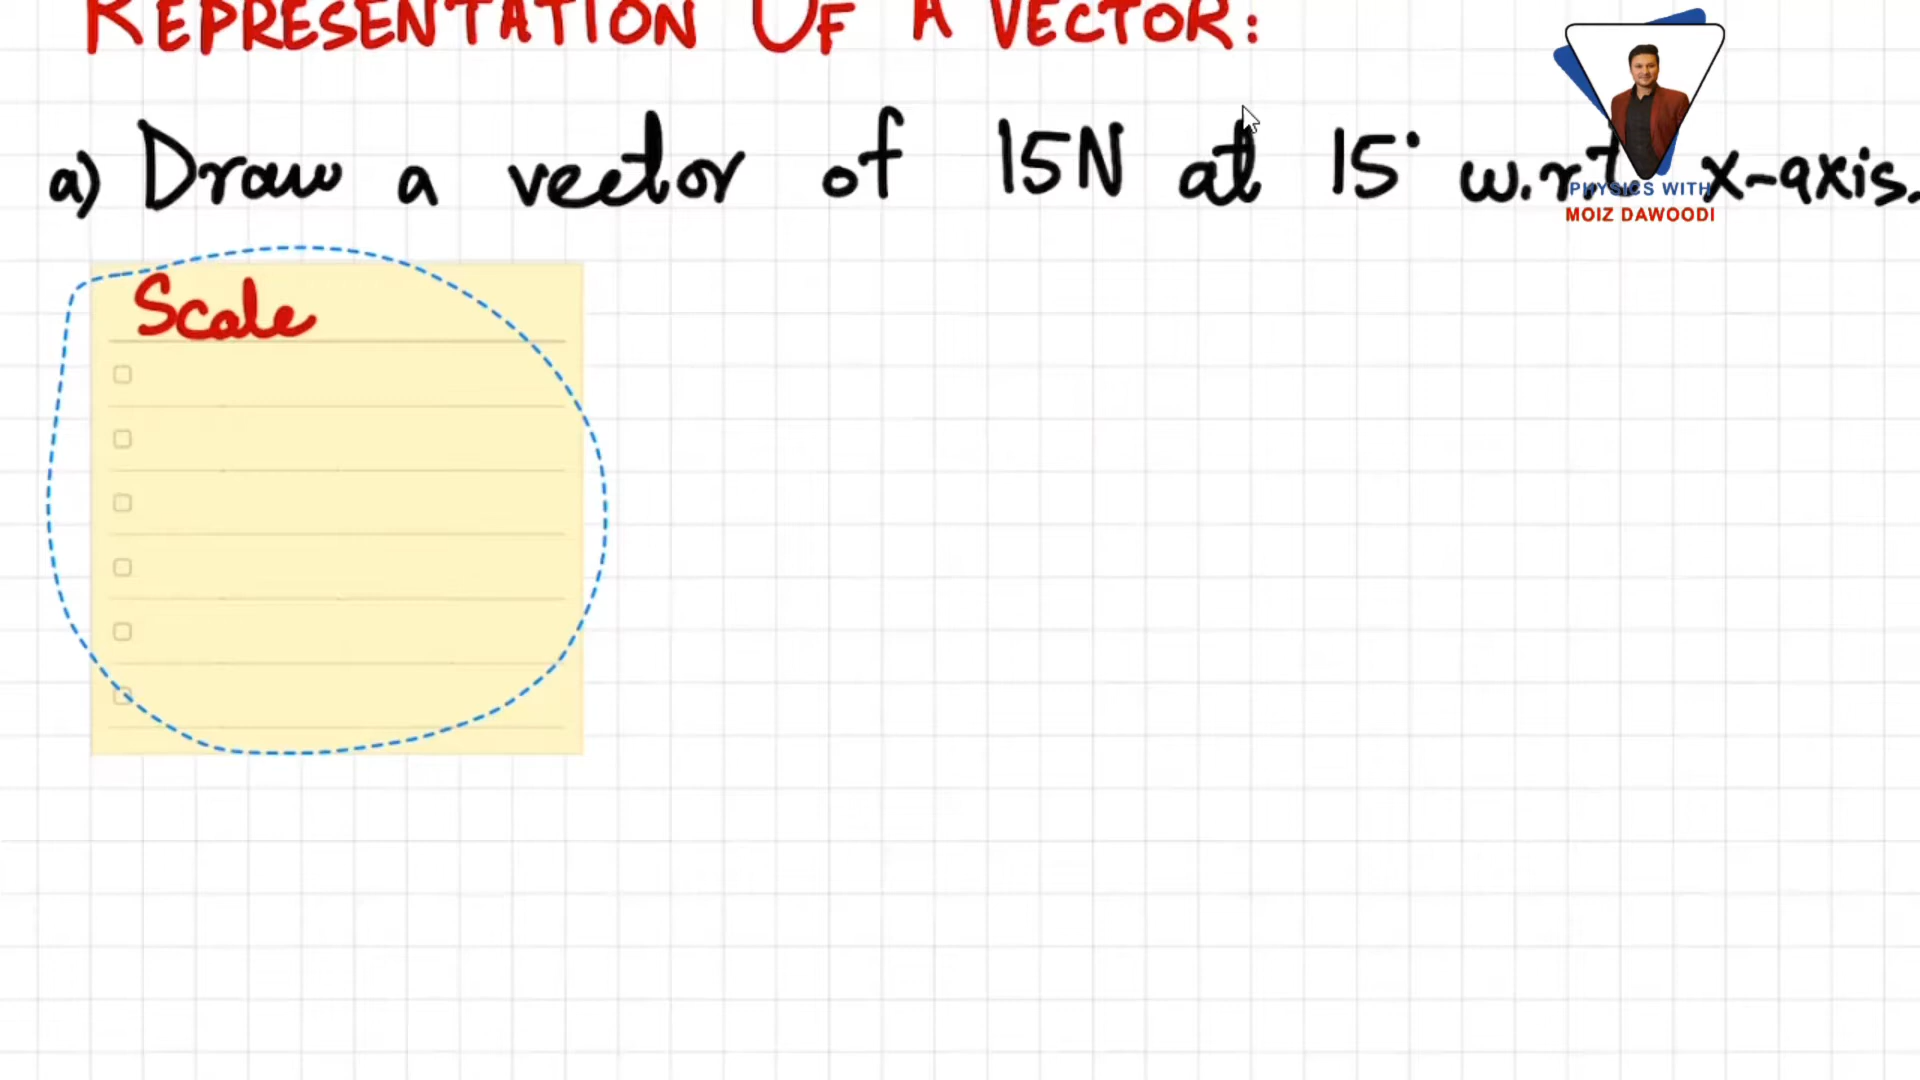 REPRESENTATION OF A VECTOR:
a) Draw a vector of 15N at 15° w.r.t x-axis.
PHYSICS WITH
MOIZ DAWOODI
Scale